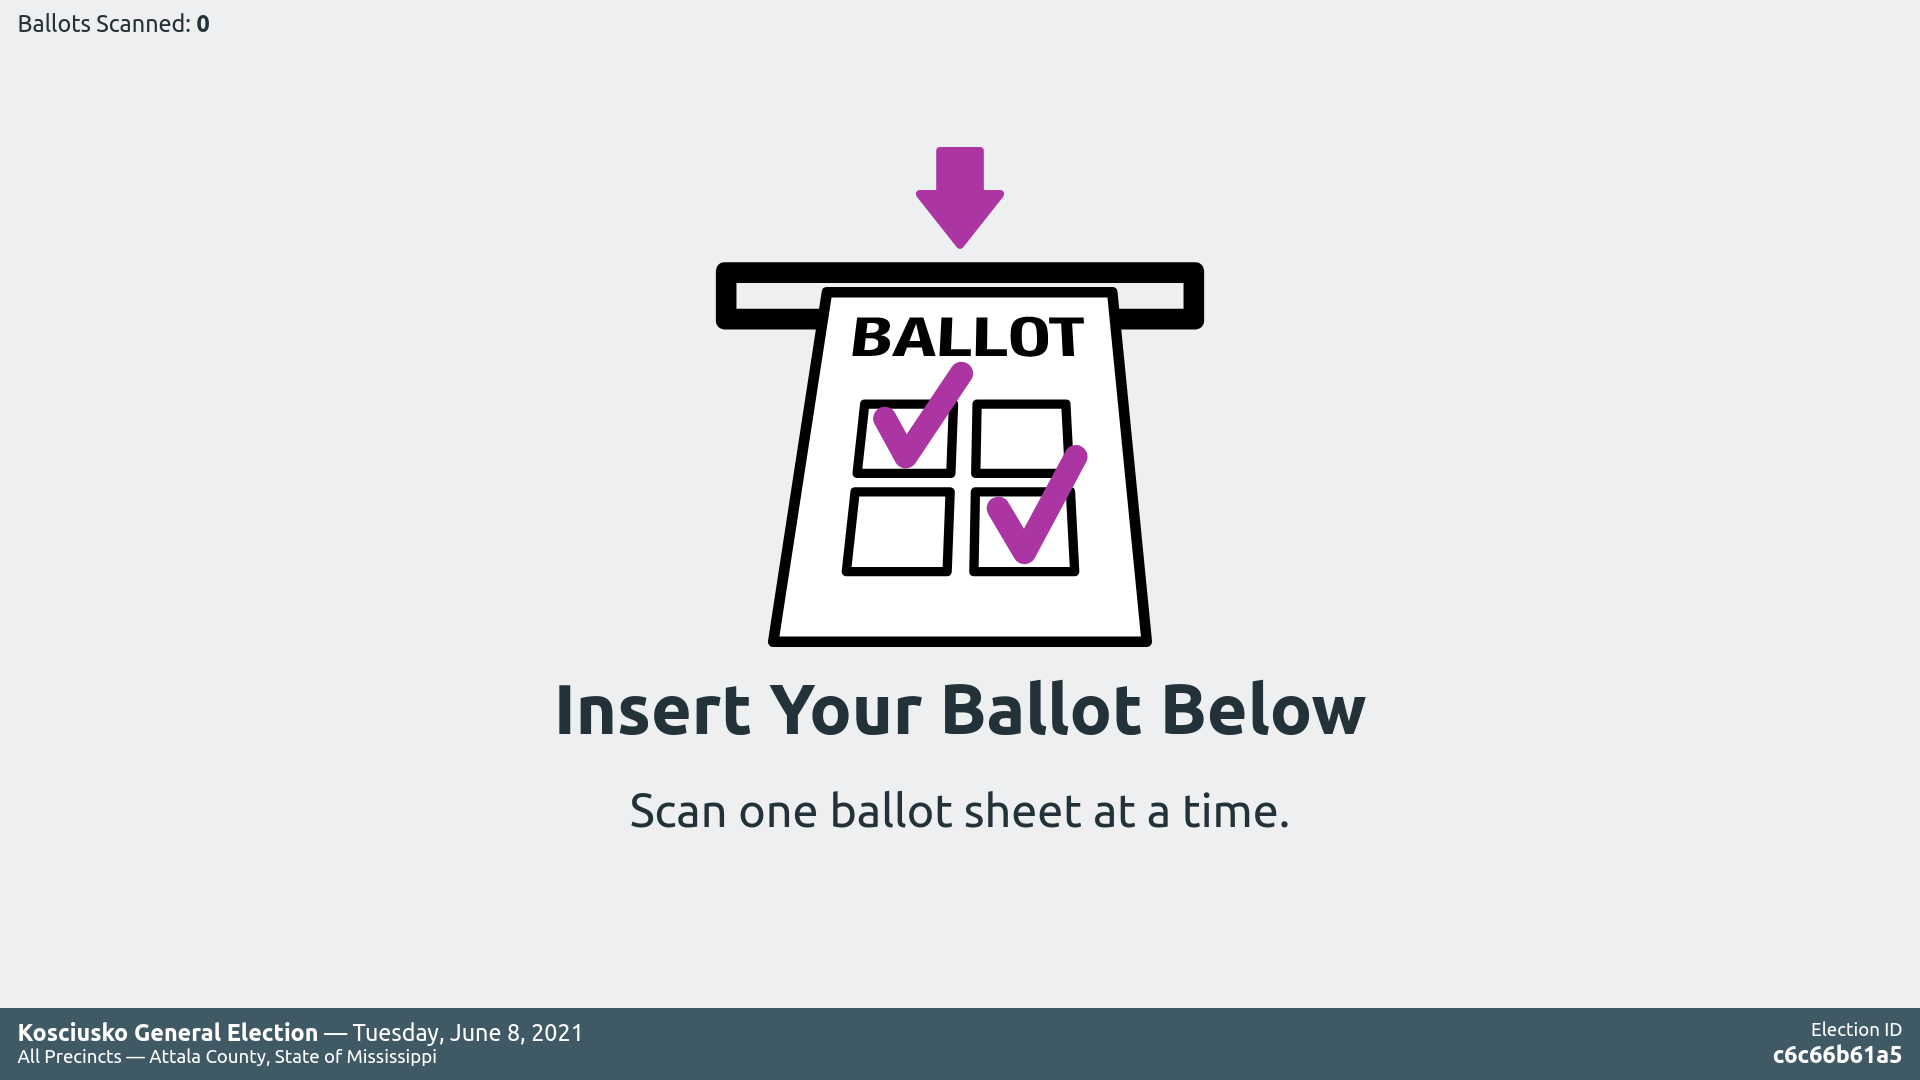 Ballots Scanned: 0
BALLOT
Insert Your Ballot Below
Scan one ballot sheet at a time.
Kosciusko General Election — Tuesday, June 8, 2021
All Precincts — Attala County, State of Mississippi
Election ID
c6c66b61a5